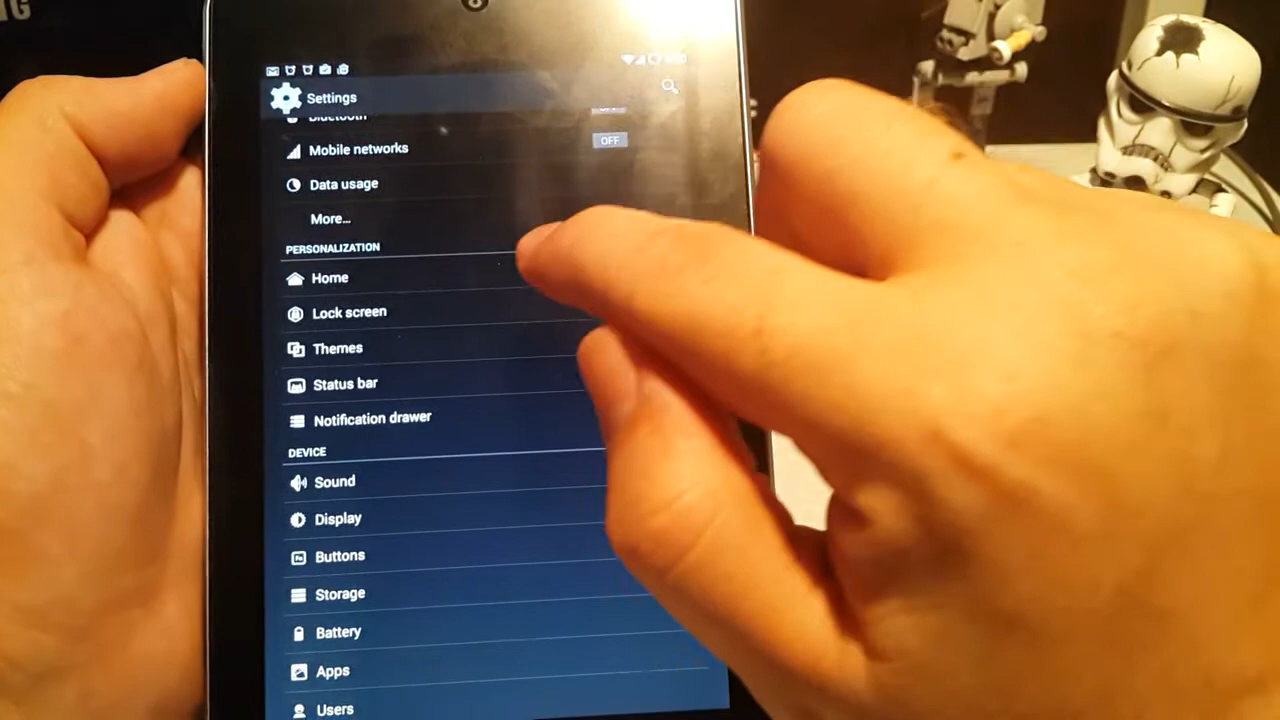 Settings
Bluetooth
Mobile networks
OFF
Data usage
More...
PERSONALIZATION
Home
Lock screen
Themes
Status bar
Notification drawer
DEVICE
Sound
Display
Buttons
Storage
Battery
Apps
Users